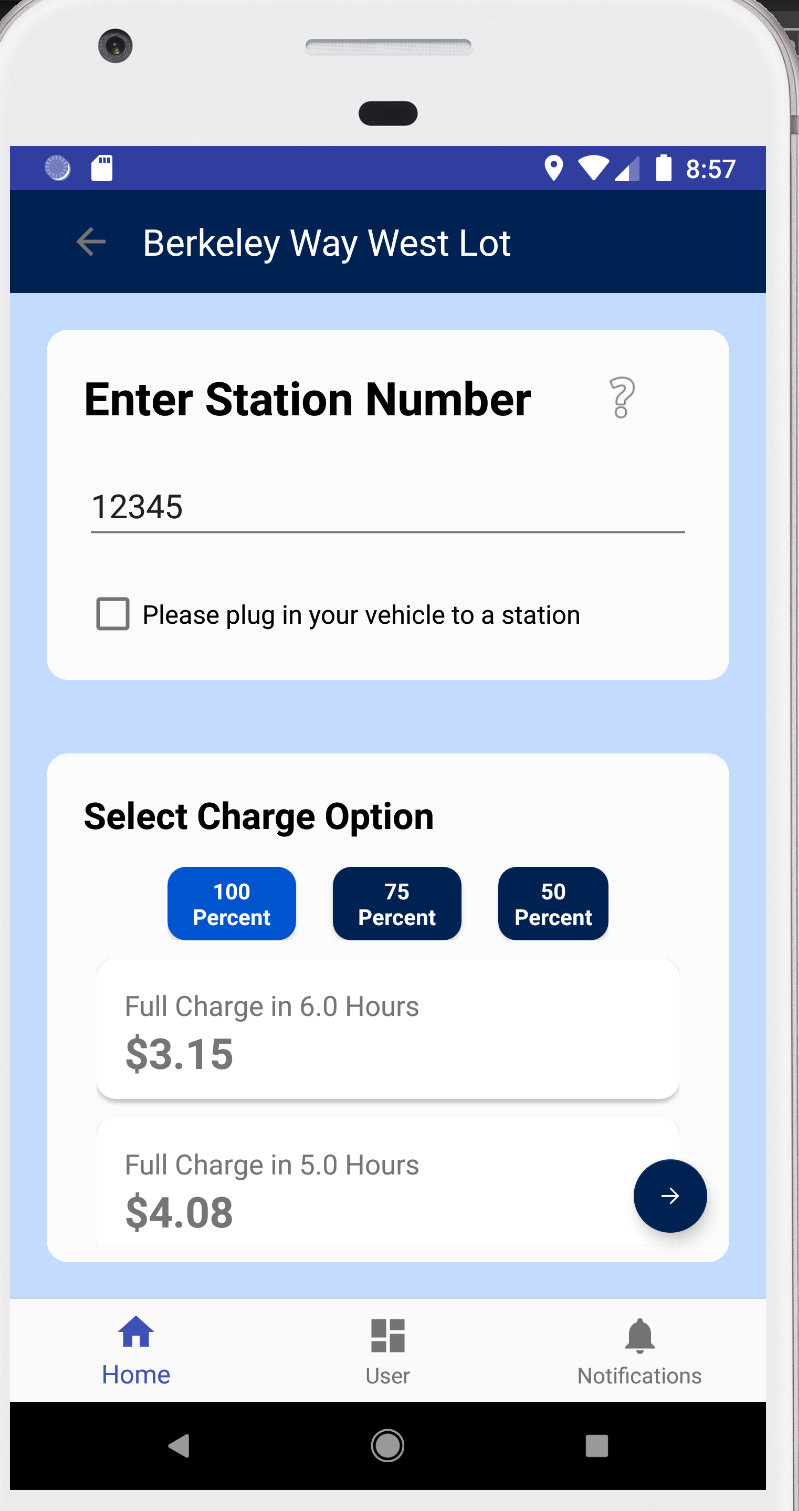 8:57
Berkeley Way West Lot
Enter Station Number
12345
Please plug in your vehicle to a station
Select Charge Option
100
Percent
75
Percent
50
Percent
Full Charge in 6.0 Hours
$3.15
Full Charge in 5.0 Hours
$4.08
Home
User
Notifications